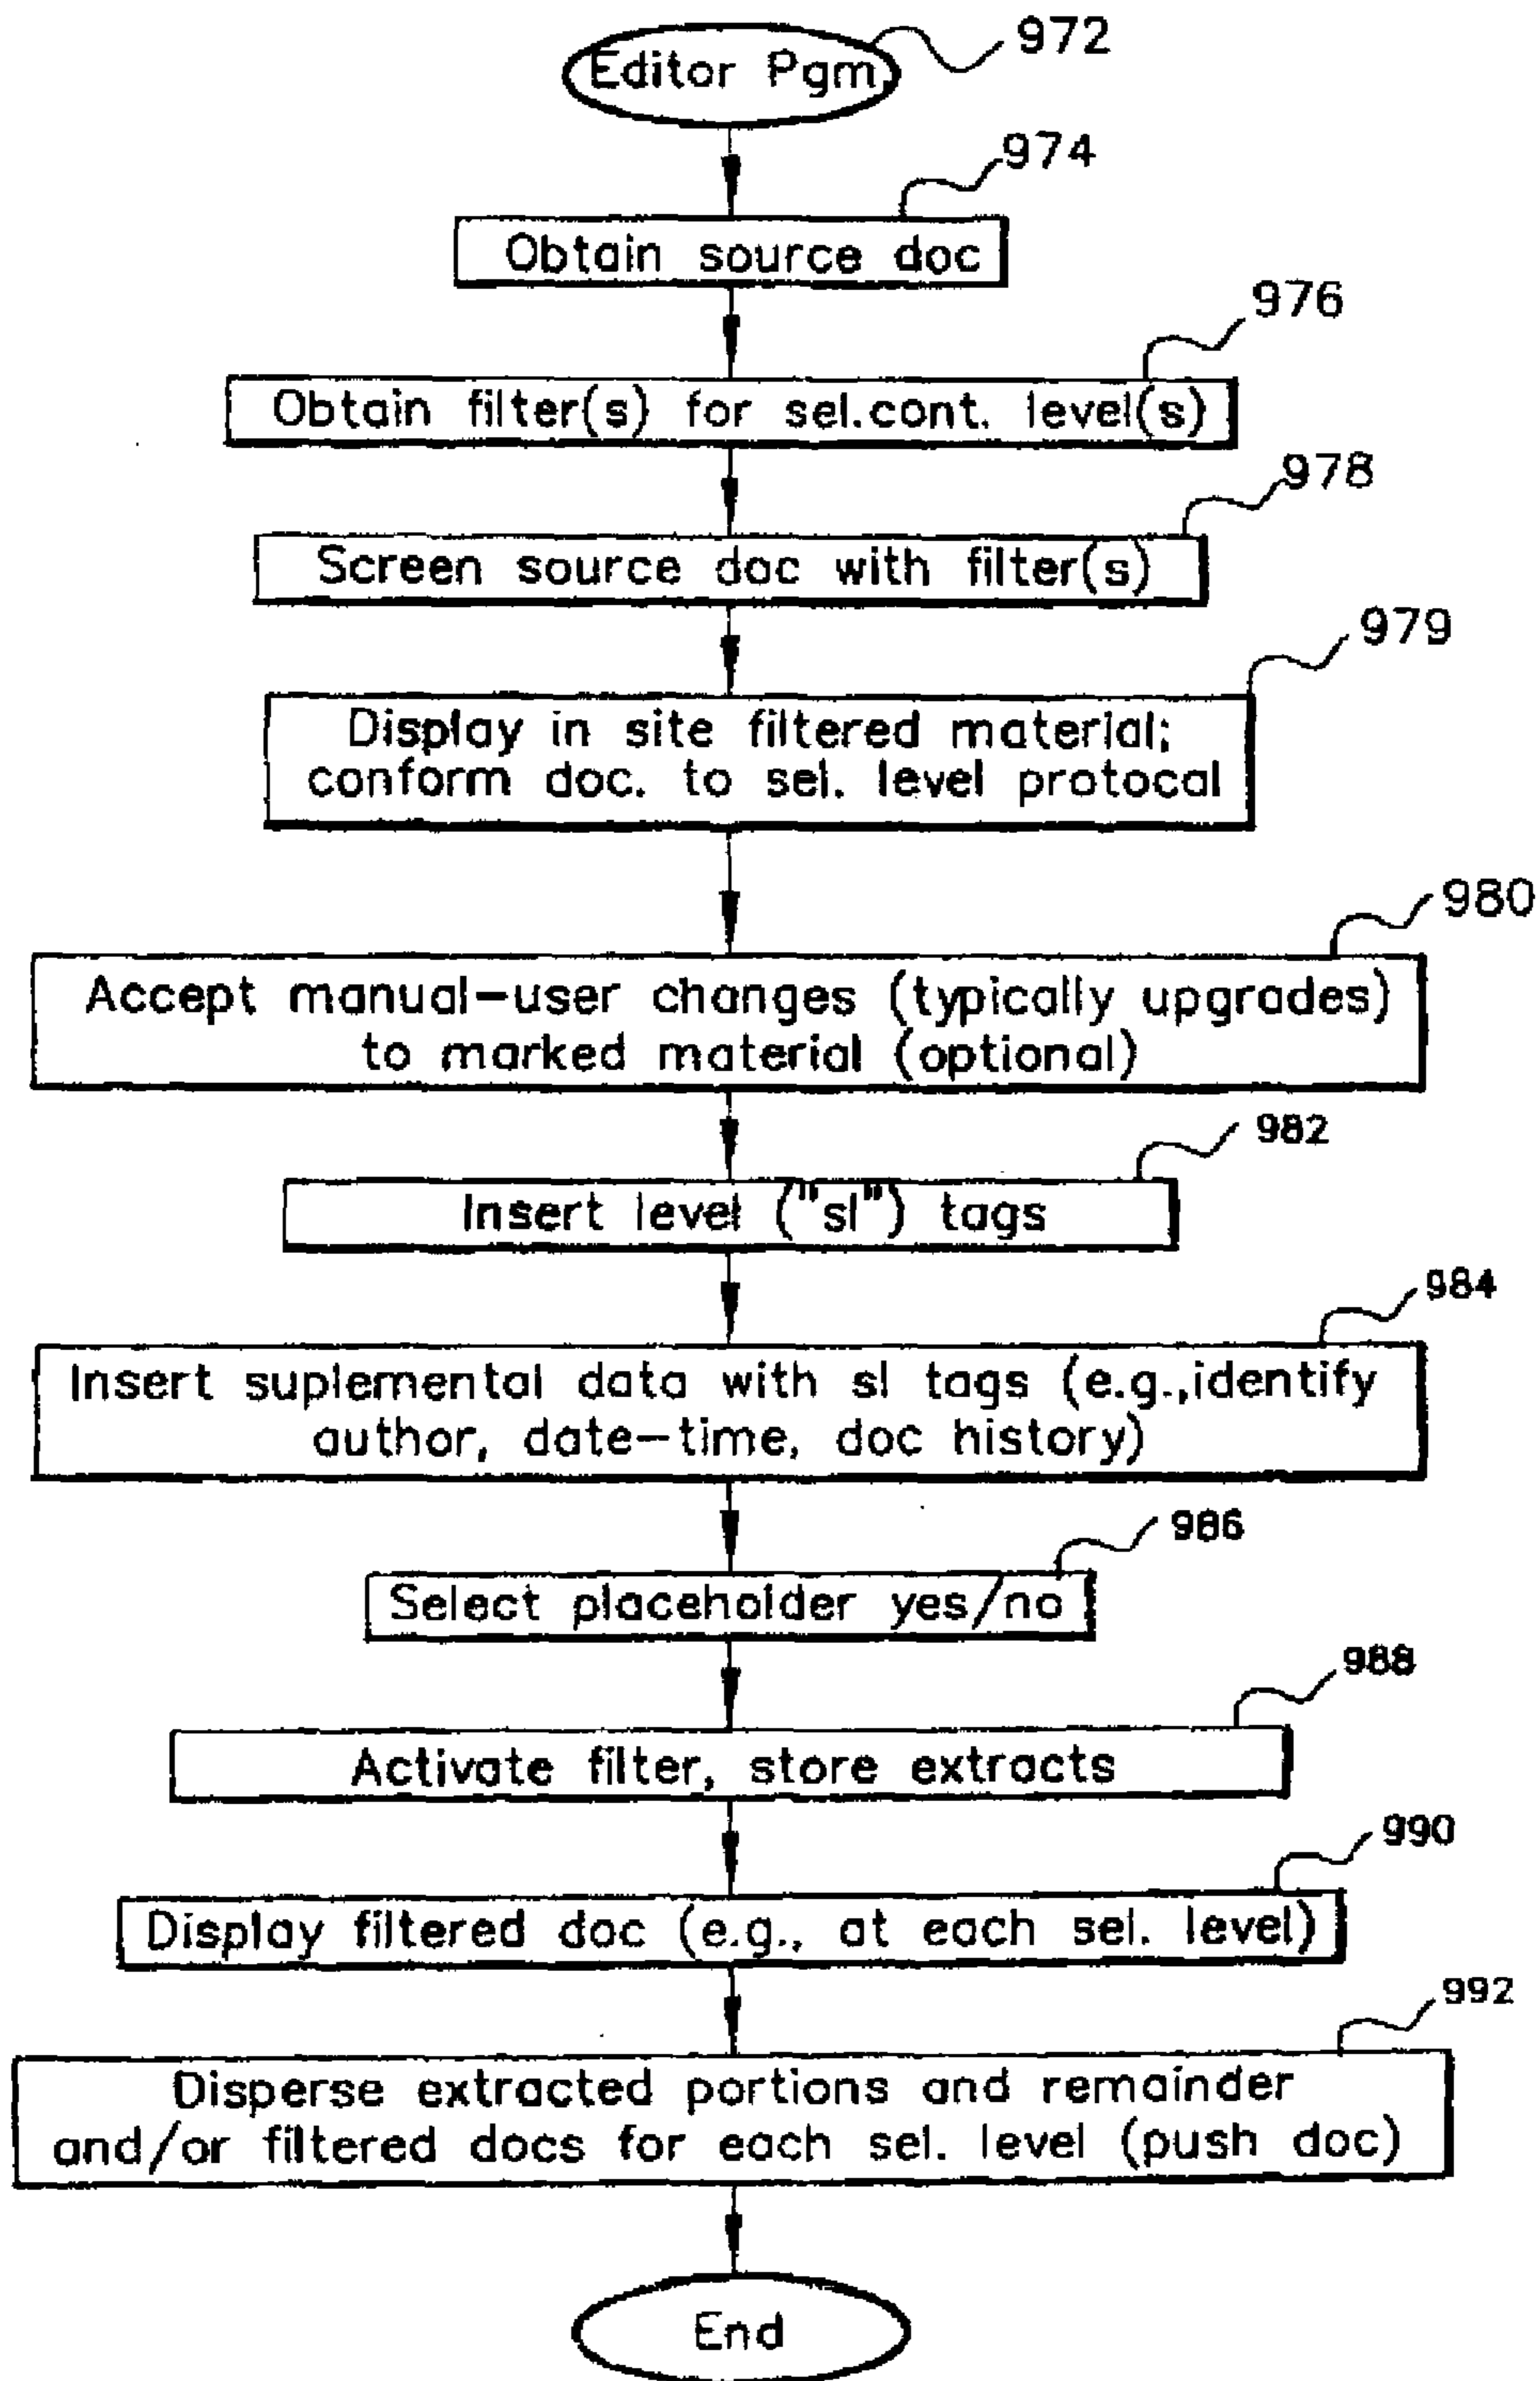 Editor Pgm
972
974
Obtain source doc
976
Obtain filter(s) for sel.cont. level(s)
978
Screen source doc with filter(s)
979
Display in site filtered material;
conform doc. to sel. level protocal
980
Accept manual-user changes (typically upgrades)
to marked material (optional)
982
Insert level ("sl") tags
984
Insert suplemental data with sl tags (e.g.,identify
author, date-time, doc history)
986
Select placeholder yes/no
988
Activate filter, store extracts
990
Display filtered doc (e.g., at each sel. level)
992
Disperse extracted portions and remainder
and/or filtered docs for each sel. level (push doc)
End